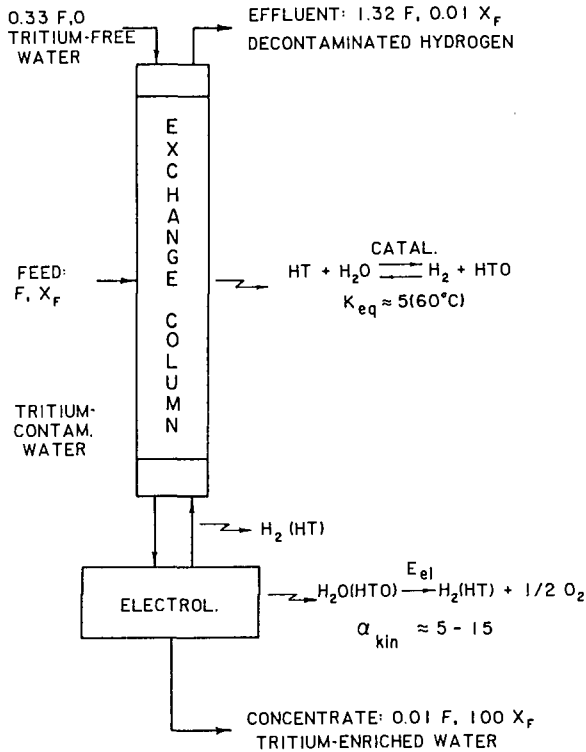 0.33 F,O
TRITIUM-FREE
WATER
EFFLUENT: 1.32 F, 0.01 X_F
DECONTAMINATED HYDROGEN
EXCHANGE COLUMN
FEED:
F, X_F
CATAL.
HT + H₂O ⇌ H₂ + HTO
K_eq ≈ 5(60°C)
TRITIUM-
CONTAM.
WATER
H₂ (HT)
ELECTROL.
E_el
H₂O(HTO) → H₂(HT) + 1/2 O₂
α_kin ≈ 5 - 15
CONCENTRATE: 0.01 F, 100 X_F
TRITIUM-ENRICHED WATER